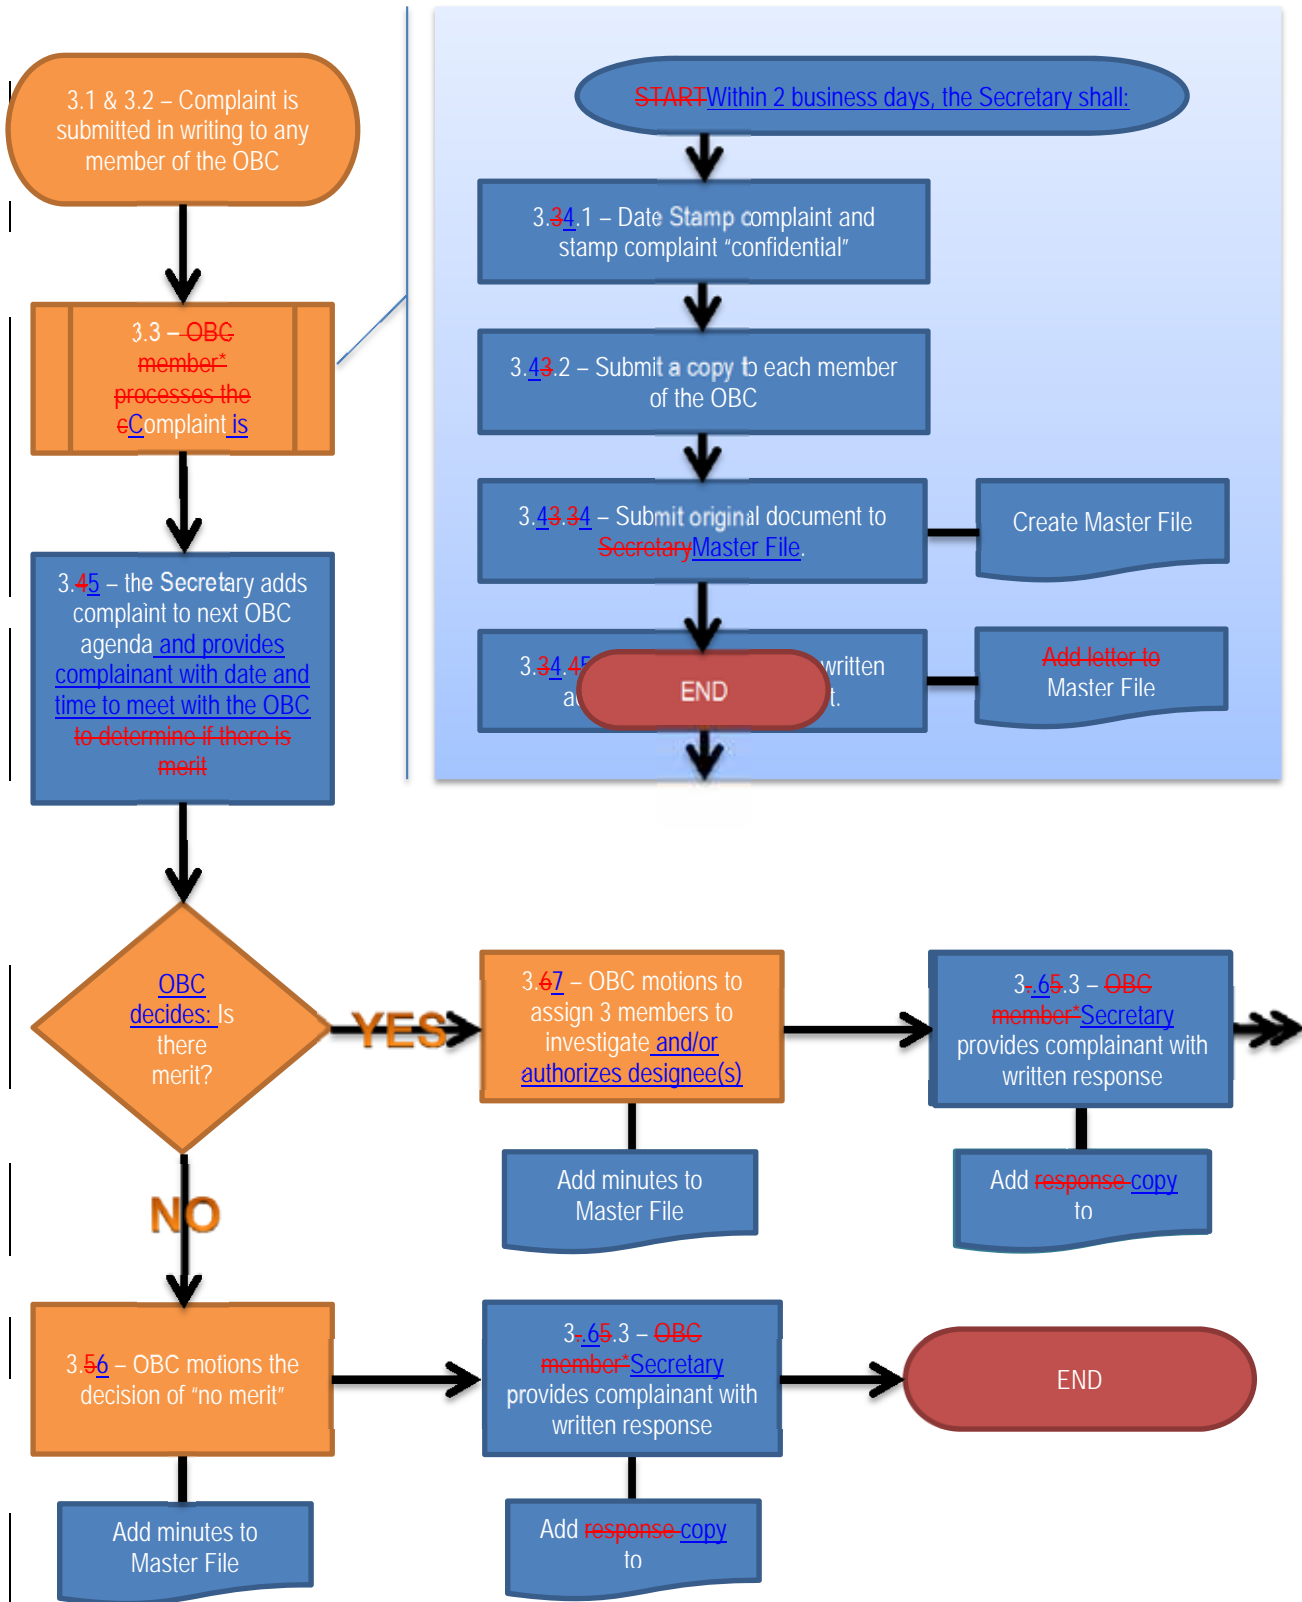 3.1 & 3.2 – Complaint is
submitted in writing to any
member of the OBC
3.3 – OBC
member*
processes the
cComplaint is
3.45 – the Secretary adds
complaint to next OBC
agenda and provides
complainant with date and
time to meet with the OBC
to determine if there is
merit
STARTWithin 2 business days, the Secretary shall:
3.34.1 – Date Stamp complaint and
stamp complaint “confidential”
3.43.2 – Submit a copy to each member
of the OBC
3.43.34 – Submit original document to
SecretaryMaster File.
Create Master File
3.34.45 written
END
Add letter to
Master File
OBC
decides: Is
there
merit?
YES
3.67 – OBC motions to
assign 3 members to
investigate and/or
authorizes designee(s)
3-.65.3 – OBC
member*Secretary
provides complainant with
written response
Add minutes to
Master File
Add response copy
to
NO
3.56 – OBC motions the
decision of “no merit”
3-.65.3 – OBC
member*Secretary
provides complainant with
written response
END
Add minutes to
Master File
Add response copy
to